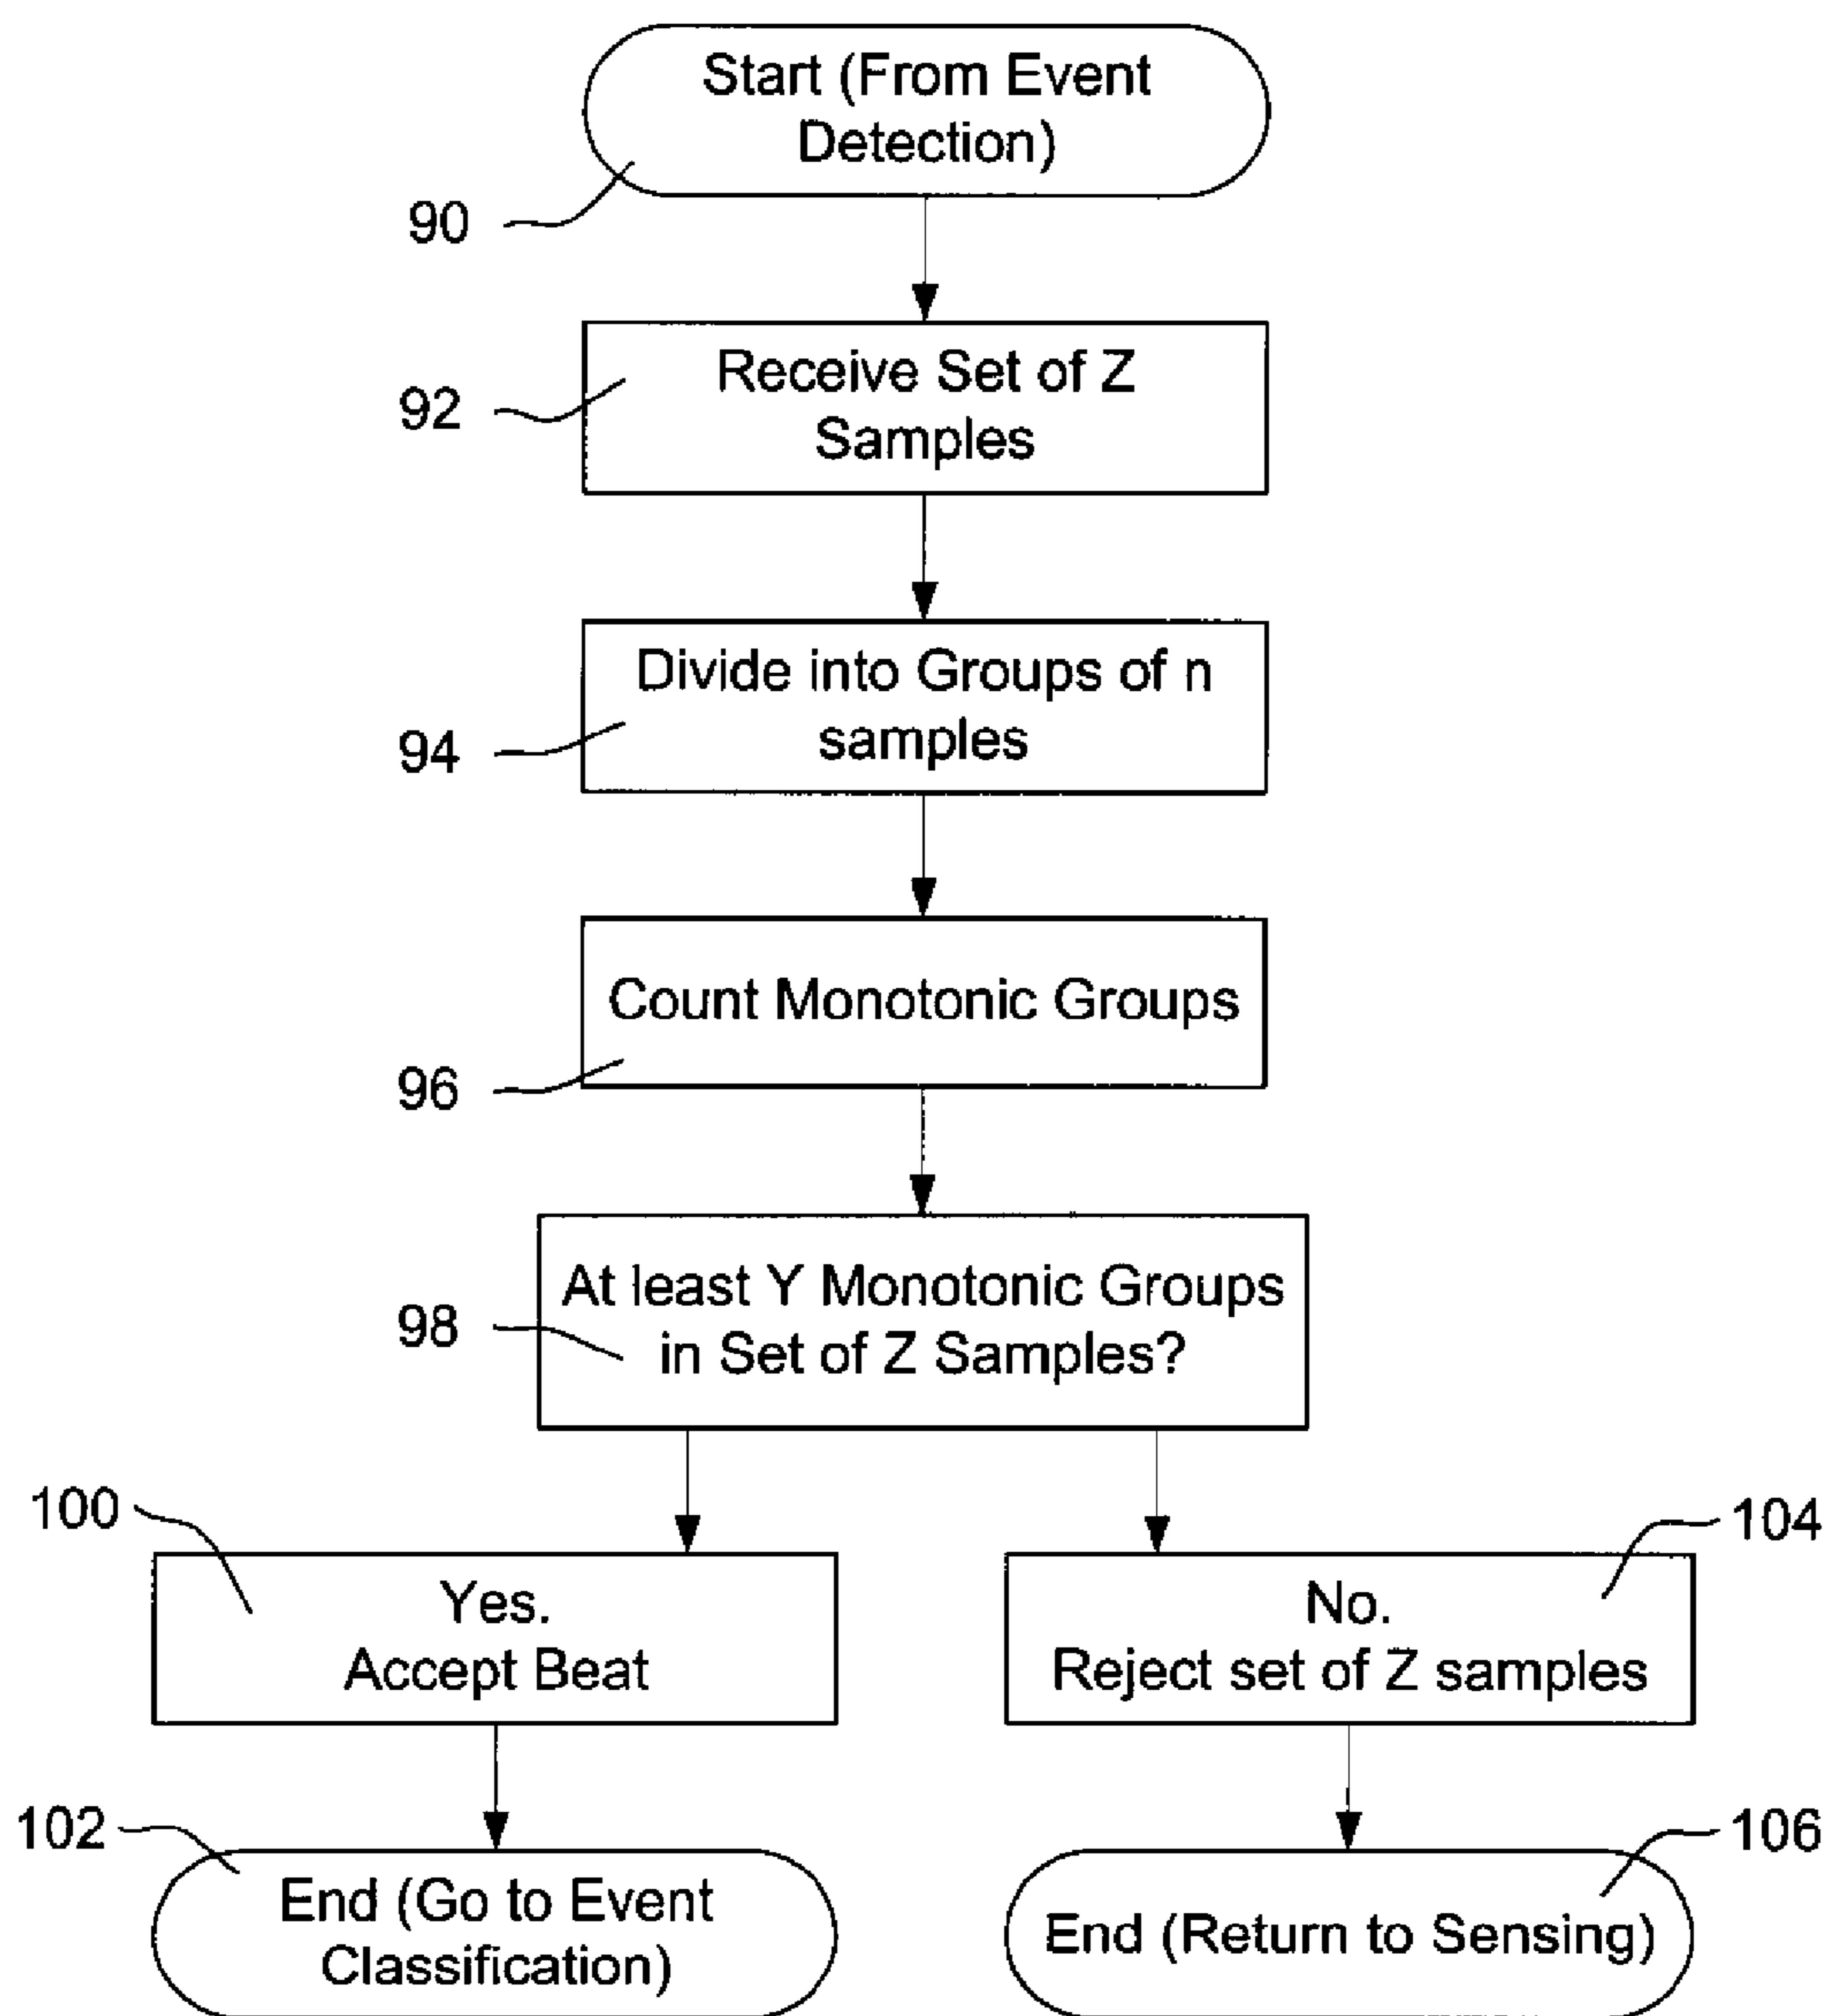 Start (From Event
Detection)
90
Receive Set of Z
Samples
92
Divide into Groups of n
samples
94
Count Monotonic Groups
96
At least Y Monotonic Groups
in Set of Z Samples?
98
100
Yes.
Accept Beat
104
No.
Reject set of Z samples
102
End (Go to Event
Classification)
106
End (Return to Sensing)